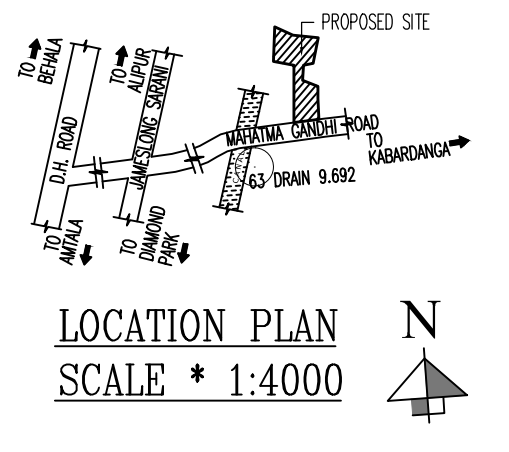 PROPOSED SITE
TO
BEHALA
TO
ALIPUR
D.H. ROAD
JAMESLONG SARANI
MAHATMA GANDHI ROAD
TO
KABARDANGA
63 DRAIN 9.692
TO
AMTALA
TO
DIAMOND
PARK
LOCATION PLAN
SCALE * 1:4000
N